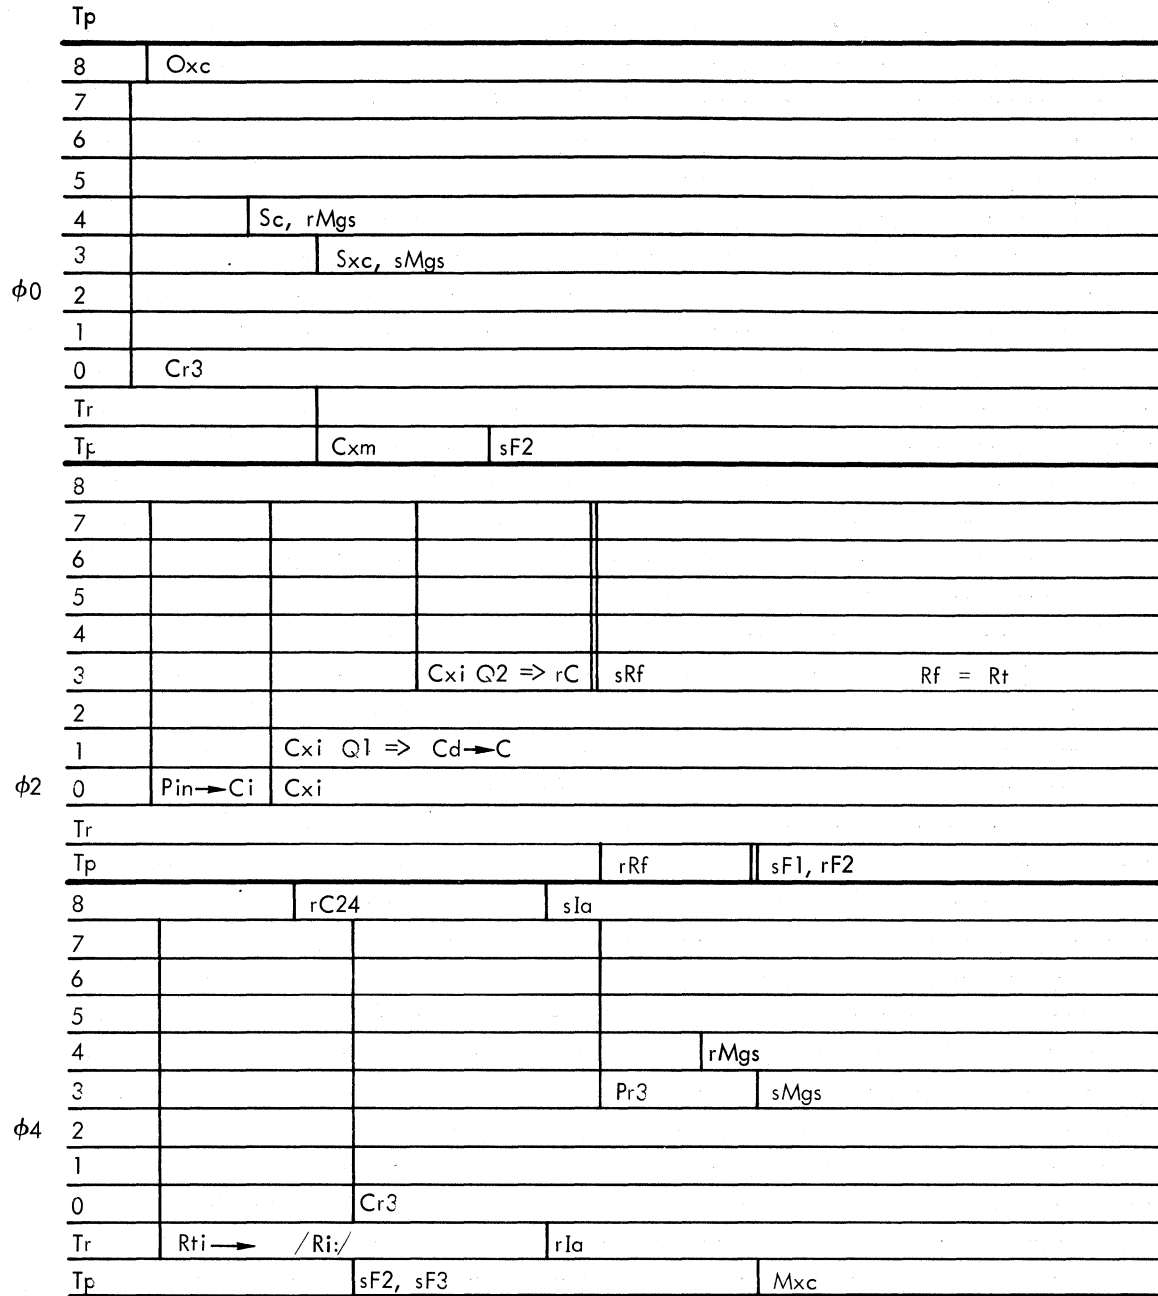 Tp
8 Oxc
7
6
5
4 Sc, rMgs
3 Sxc, sMgs
ϕ0 2
1
0 Cr3
Tr
Tp Cxm sF2
8
7
6
5
4
3 Cxi Q2 => rC sRf Rf = Rt
2
1 Cxi Q1 => Cd→C
ϕ2 0 Pin→Ci Cxi
Tr
Tp rRf sF1, rF2
8 rC24 sIa
7
6
5
4 rMgs
3 Pr3 sMgs
ϕ4 2
1
0 Cr3
Tr Rti→ /Ri:/ rIa
Tp sF2, sF3 Mxc